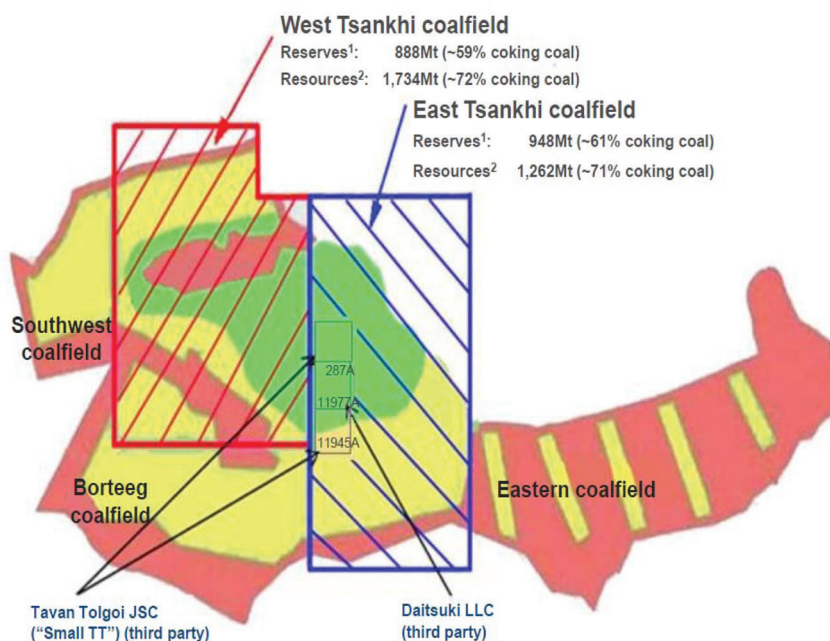 West Tsankhi coalfield
Reserves¹: 888Mt (~59% coking coal)
Resources²: 1,734Mt (~72% coking coal)
East Tsankhi coalfield
Reserves¹: 948Mt (~61% coking coal)
Resources² 1,262Mt (~71% coking coal)
Southwest
coalfield
287A
11977A
11945A
Borteeg
coalfield
Eastern coalfield
Tavan Tolgoi JSC
(“Small TT”) (third party)
Daitsuki LLC
(third party)